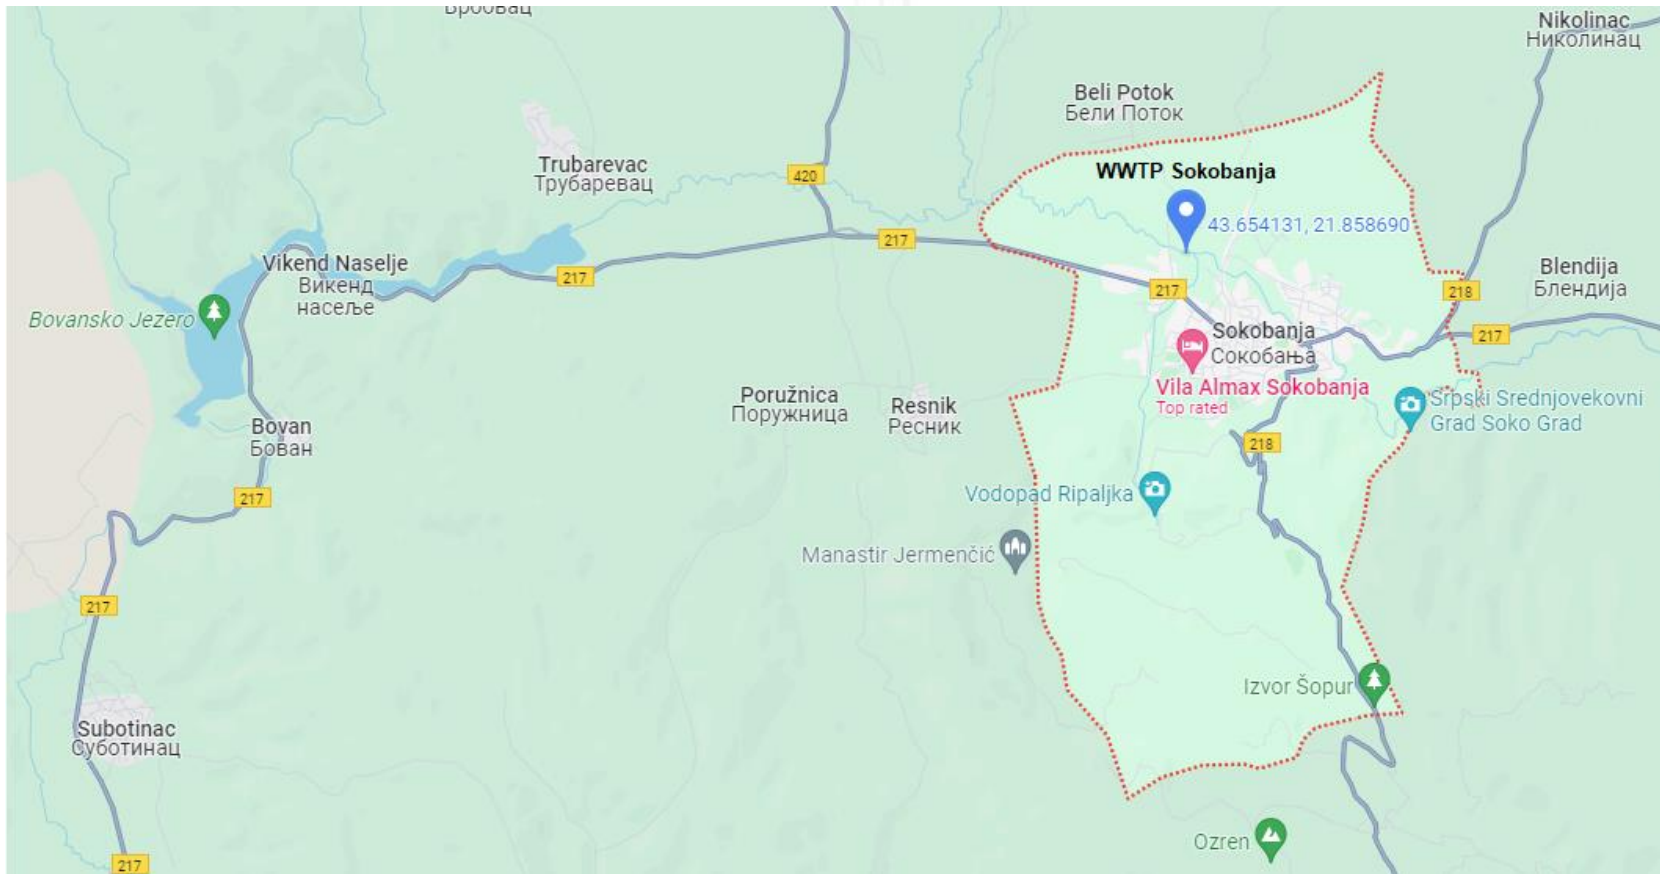 Врбовац
Nikolinac
Николинац
Beli Potok
Бели Поток
Trubarevac
Трубаревац
420
WWTP Sokobanja
43.654131, 21.858690
217
Vikend Naselje
Викенд
насеље
217
217
Blendija
Блендија
218
Bovansko Jezero
Sokobanja
Сокобања
217
Vila Almax Sokobanja
Top rated
Poružnica
Поружница
Resnik
Ресник
Srpski Srednjovekovni
Grad Soko Grad
Bovan
Бован
218
217
Vodopad Ripaljka
Manastir Jermenčić
217
Izvor Šopur
Subotinac
Суботинац
Ozren
217